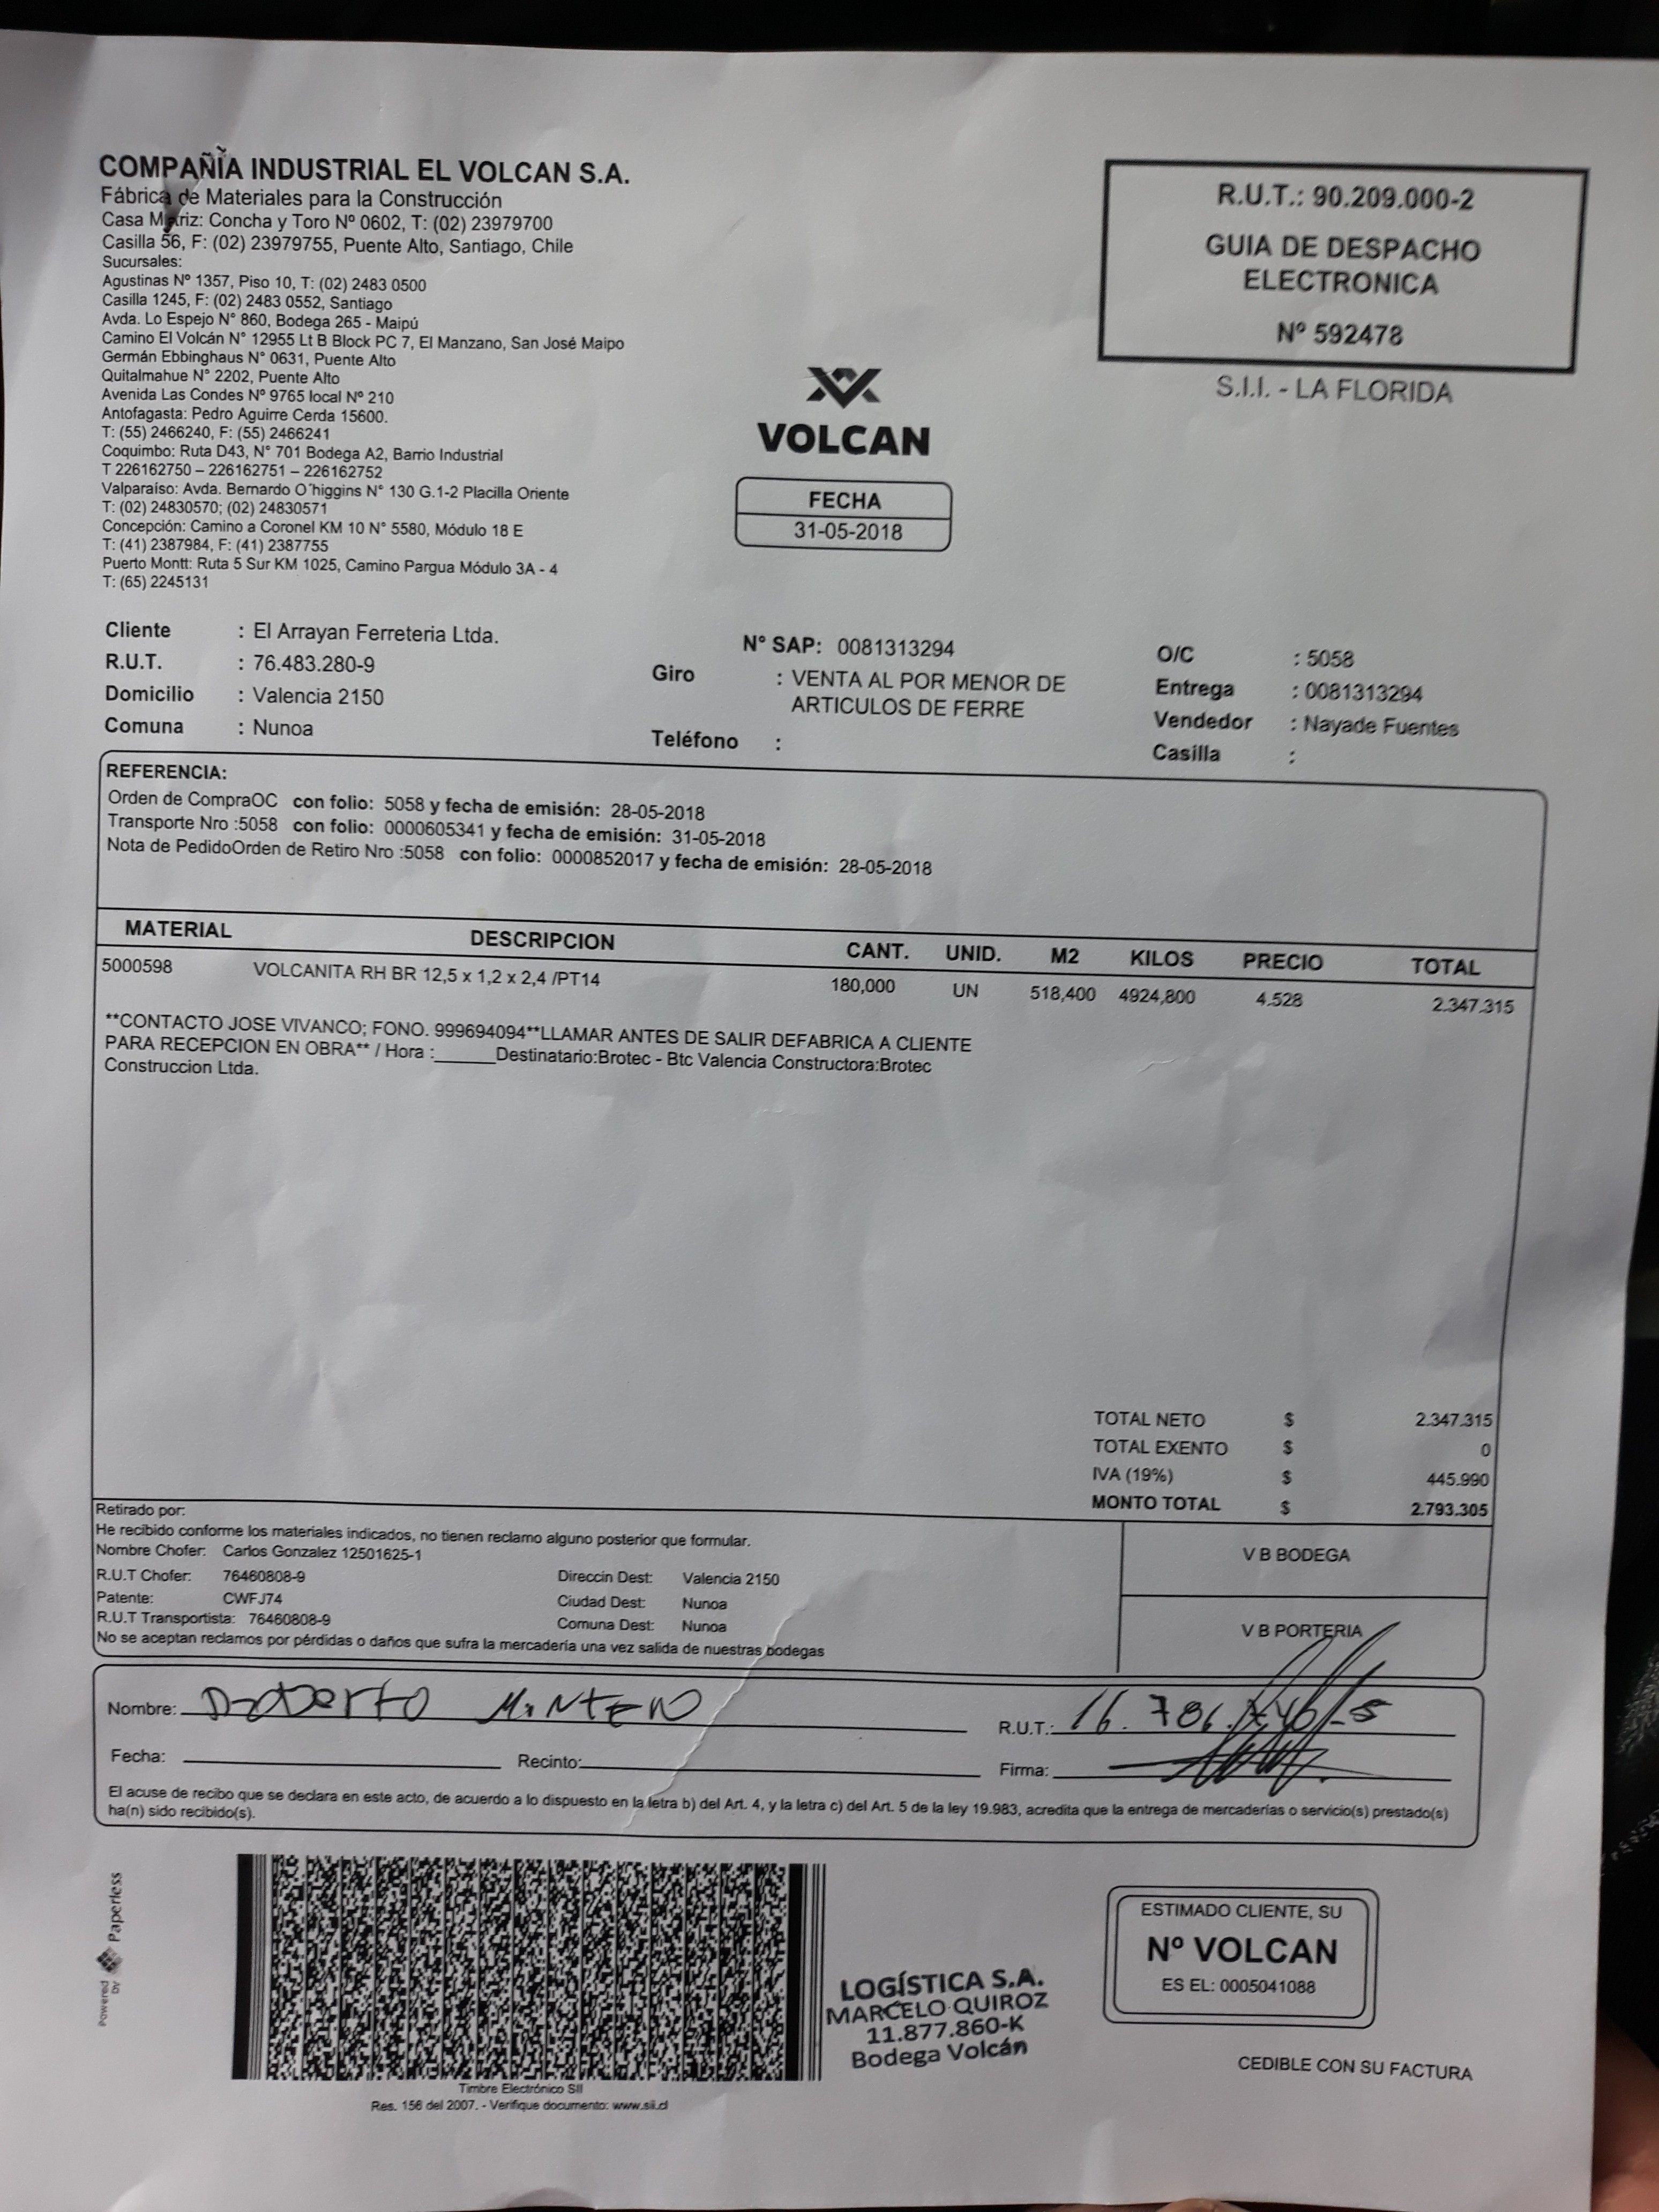 COMPAÑÌA INDUSTRIAL EL VOLCAN S.A.
Fábrica de Materiales para la Construcción
Casa Matriz: Concha y Toro Nº 0602, T: (02) 23979700
Casilla 56, F: (02) 23979755, Puente Alto, Santiago, Chile
Sucursales:
Agustinas Nº 1357, Piso 10, T: (02) 2483 0500
Casilla 1245, F: (02) 2483 0552, Santiago
Avda. Lo Espejo N° 860, Bodega 265 - Maipú
Camino El Volcán N° 12955 Lt B Block PC 7, El Manzano, San José Maipo
Germán Ebbinghaus N° 0631, Puente Alto
Quitalmahue N° 2202, Puente Alto
Avenida Las Condes Nº 9765 local Nº 210
Antofagasta: Pedro Aguirre Cerda 15600.
T: (55) 2466240, F: (55) 2466241
Coquimbo: Ruta D43, N° 701 Bodega A2, Barrio Industrial
T 226162750 – 226162751 – 226162752
Valparaíso: Avda. Bernardo O´higgins N° 130 G.1-2 Placilla Oriente
T: (02) 24830570; (02) 24830571
Concepción: Camino a Coronel KM 10 N° 5580, Módulo 18 E
T: (41) 2387984, F: (41) 2387755
Puerto Montt: Ruta 5 Sur KM 1025, Camino Pargua Módulo 3A - 4
T: (65) 2245131
R.U.T.: 90.209.000-2
GUIA DE DESPACHO
ELECTRONICA
Nº 592478
S.I.I. - LA FLORIDA
VOLCAN
FECHA
31-05-2018
Cliente : El Arrayan Ferreteria Ltda.
R.U.T. : 76.483.280-9
Domicilio : Valencia 2150
Comuna : Nunoa
N° SAP: 0081313294
Giro : VENTA AL POR MENOR DE
ARTICULOS DE FERRE
Teléfono :
O/C : 5058
Entrega : 0081313294
Vendedor : Nayade Fuentes
Casilla :
REFERENCIA:
Orden de CompraOC con folio: 5058 y fecha de emisión: 28-05-2018
Transporte Nro :5058 con folio: 0000605341 y fecha de emisión: 31-05-2018
Nota de PedidoOrden de Retiro Nro :5058 con folio: 0000852017 y fecha de emisión: 28-05-2018
MATERIAL DESCRIPCION CANT. UNID. M2 KILOS PRECIO TOTAL
5000598 VOLCANITA RH BR 12,5 x 1,2 x 2,4 /PT14 180,000 UN 518,400 4924,800 4.528 2.347.315
**CONTACTO JOSE VIVANCO; FONO. 999694094**LLAMAR ANTES DE SALIR DEFABRICA A CLIENTE
PARA RECEPCION EN OBRA** / Hora :______Destinatario:Brotec - Btc Valencia Constructora:Brotec
Construccion Ltda.
TOTAL NETO $ 2.347.315
TOTAL EXENTO $ 0
IVA (19%) $ 445.990
MONTO TOTAL $ 2.793.305
Retirado por:
He recibido conforme los materiales indicados, no tienen reclamo alguno posterior que formular.
Nombre Chofer: Carlos Gonzalez 12501625-1
R.U.T Chofer: 76460808-9 Direccin Dest: Valencia 2150
Patente: CWFJ74 Ciudad Dest: Nunoa
R.U.T Transportista: 76460808-9 Comuna Dest: Nunoa
No se aceptan reclamos por pérdidas o daños que sufra la mercadería una vez salida de nuestras bodegas
V B BODEGA
V B PORTERIA
Nombre: R.U.T.: 16.786.
Fecha: Recinto: Firma:
El acuse de recibo que se declara en este acto, de acuerdo a lo dispuesto en la letra b) del Art. 4, y la letra c) del Art. 5 de la ley 19.983, acredita que la entrega de mercaderías o servicio(s) prestado(s)
ha(n) sido recibido(s).
Powered by Paperless
Timbre Electrónico SII
Res. 156 del 2007. - Verifique documento: www.sii.cl
LOGÍSTICA S.A.
MARCELO QUIROZ
11.877.860-K
Bodega Volcán
ESTIMADO CLIENTE, SU
Nº VOLCAN
ES EL: 0005041088
CEDIBLE CON SU FACTURA